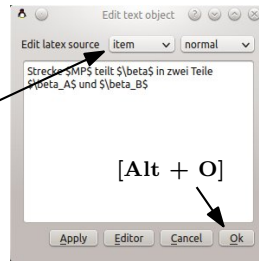 Edit text object
Edit latex source item normal
Strecke $MP$ teilt $\beta$ in zwei Teile
$\beta_A$ und $\beta_B$
[Alt + O]
Apply Editor Cancel Ok